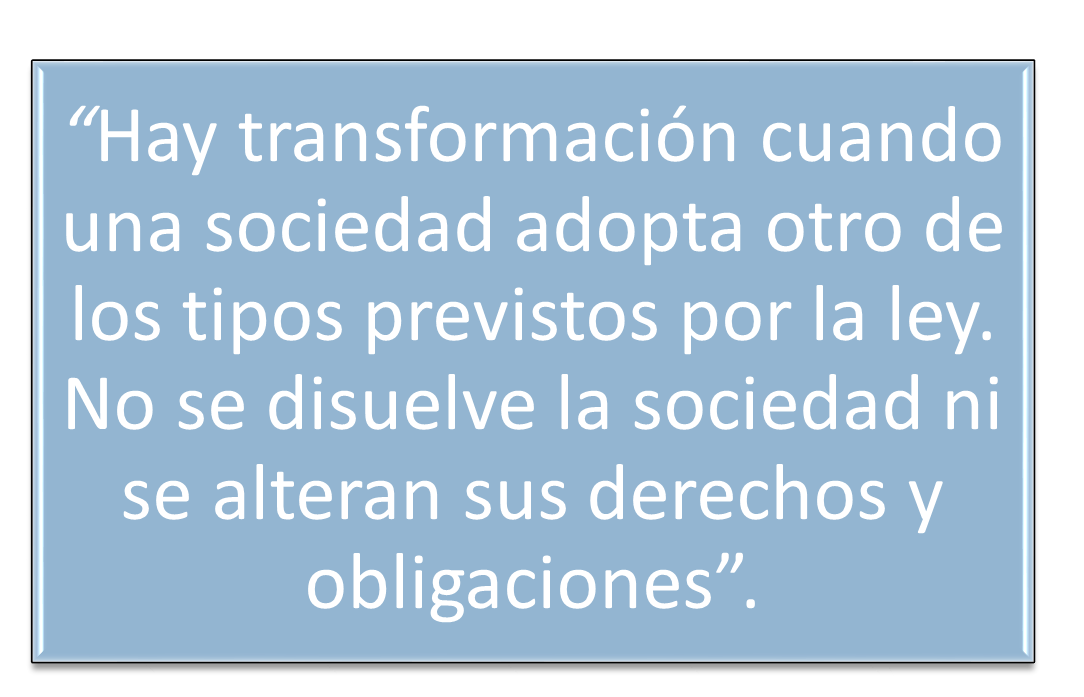 “Hay transformación cuando
una sociedad adopta otro de
los tipos previstos por la ley.
No se disuelve la sociedad ni
se alteran sus derechos y
obligaciones”.